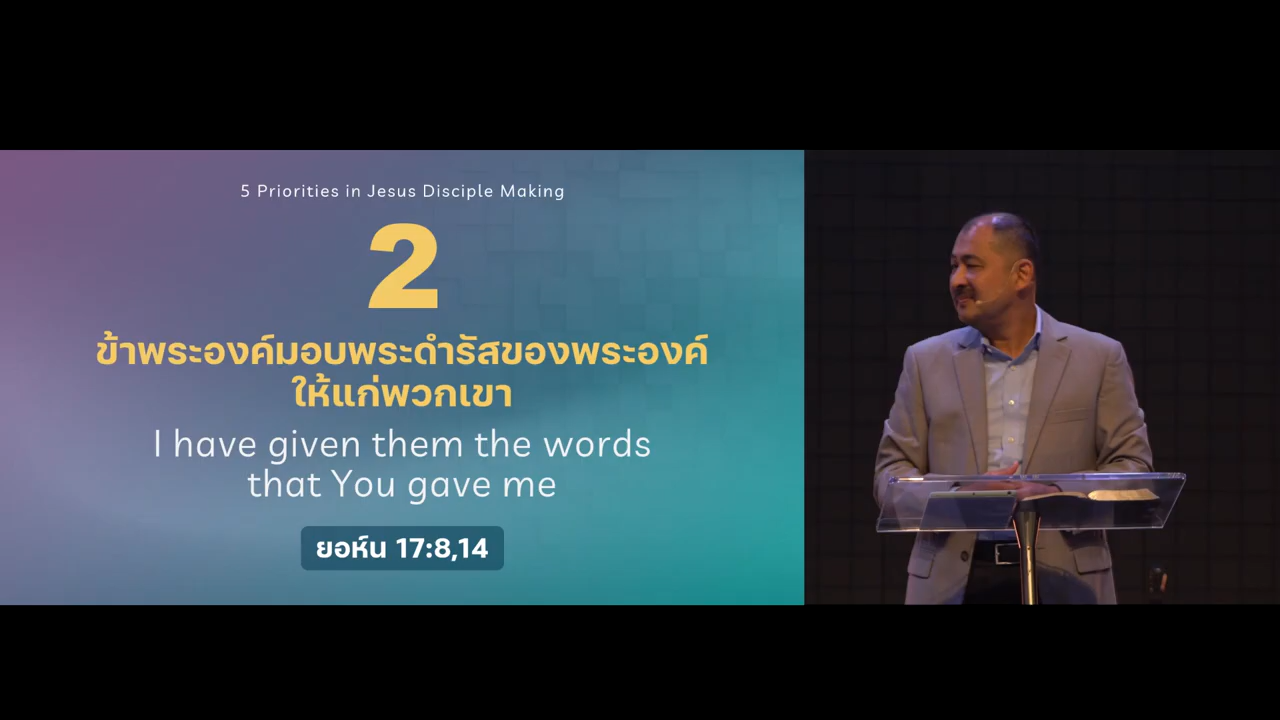 5 Priorities in Jesus Disciple Making
2
ข้าพระองค์มอบพระดำรัสของพระองค์
ให้แก่พวกเขา
I have given them the words
that You gave me
ยอห์น 17:8,14